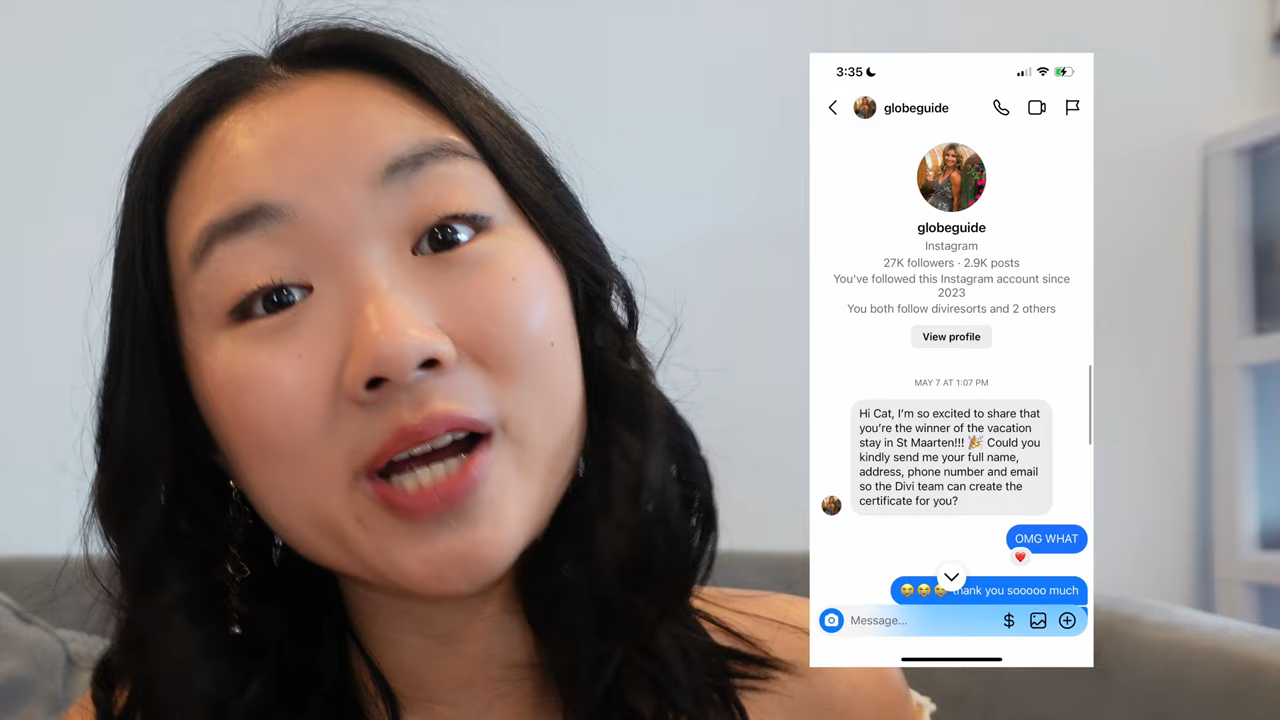 3:35
globeguide
globeguide
Instagram
27K followers · 2.9K posts
You've followed this Instagram account since
2023
You both follow diviresorts and 2 others
View profile
MAY 7 AT 1:07 PM
Hi Cat, I'm so excited to share that
you're the winner of the vacation
stay in St Maarten!!! 🎉 Could you
kindly send me your full name,
address, phone number and email
so the Divi team can create the
certificate for you?
OMG WHAT
❤️
😭😭😭 thank you sooooo much
Message...